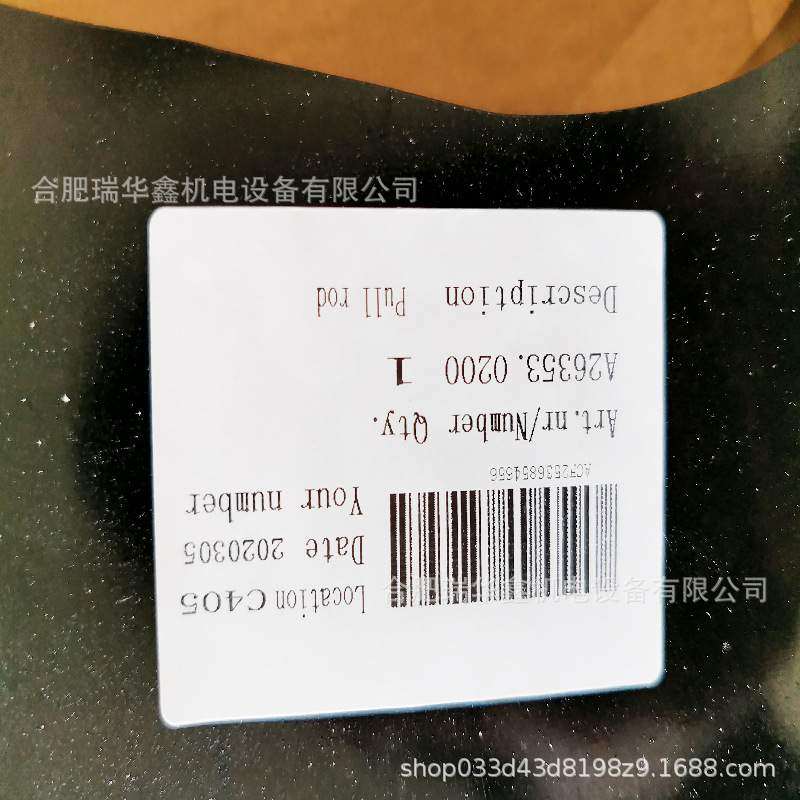 合肥瑞华鑫机电设备有限公司
Location C405
Date 2020305
Your number
ACF2536854556
Art.nr/Number Qty.
A26353.0200 1
Description Pull rod
合肥瑞华鑫机电设备有限公司
shop033d43d8198z9.1688.com